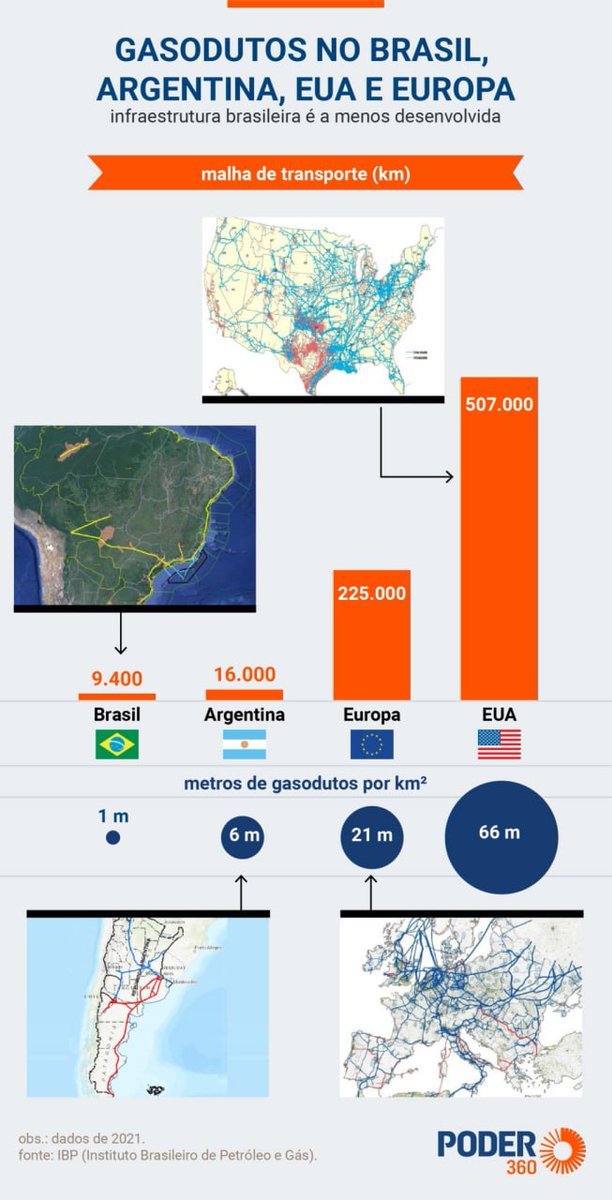 GASODUTOS NO BRASIL,
ARGENTINA, EUA E EUROPA
infraestrutura brasileira é a menos desenvolvida
malha de transporte (km)
507.000
225.000
9.400
16.000
Brasil
Argentina
Europa
EUA
metros de gasodutos por km²
1 m
6 m
21 m
66 m
obs.: dados de 2021.
fonte: IBP (Instituto Brasileiro de Petróleo e Gás).
PODER
360